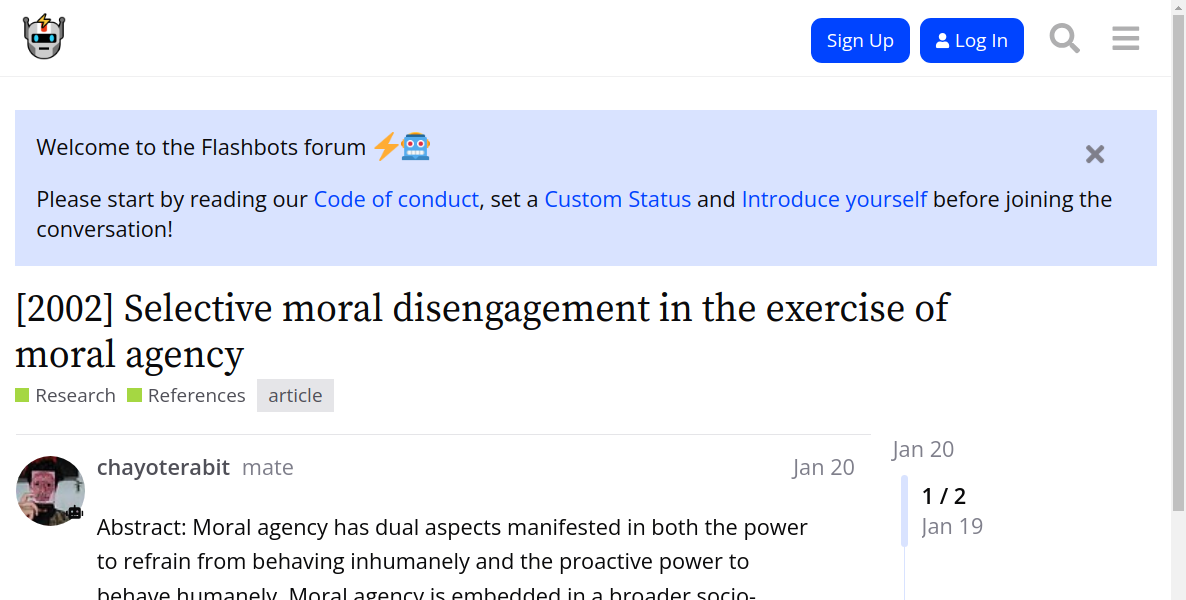 Sign Up
Log In
Welcome to the Flashbots forum
Please start by reading our Code of conduct, set a Custom Status and Introduce yourself before joining the
conversation!
[2002] Selective moral disengagement in the exercise of
moral agency
Research References article
Jan 20
chayoterabit mate Jan 20
1 / 2
Jan 19
Abstract: Moral agency has dual aspects manifested in both the power
to refrain from behaving inhumanely and the proactive power to
behave humanely. Moral agency is embedded in a broader socio-